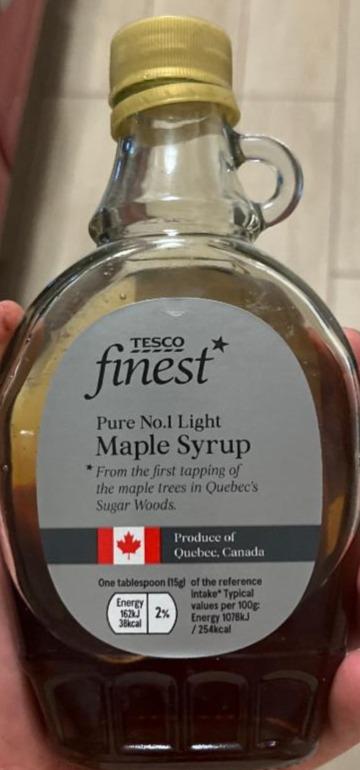 TESCO
finest*
Pure No.1 Light
Maple Syrup
*From the first tapping of
the maple trees in Quebec's
Sugar Woods.
Produce of
Quebec, Canada
One tablespoon (15g)
Energy
162kJ
38kcal
2%
of the reference
intake* Typical
values per 100g:
Energy 1078kJ
/ 254kcal